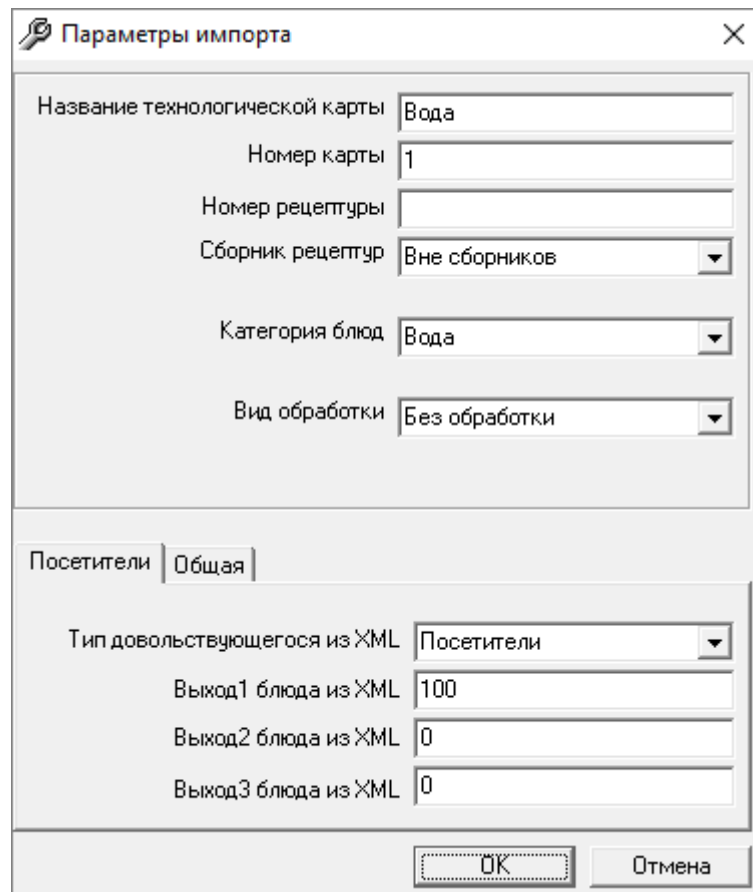 Параметры импорта
Название технологической карты Вода
Номер карты 1
Номер рецептуры
Сборник рецептур Вне сборников
Категория блюд Вода
Вид обработки Без обработки
Посетители Общая
Тип довольствующегося из XML Посетители
Выход1 блюда из XML 100
Выход2 блюда из XML 0
Выход3 блюда из XML 0
OK Отмена